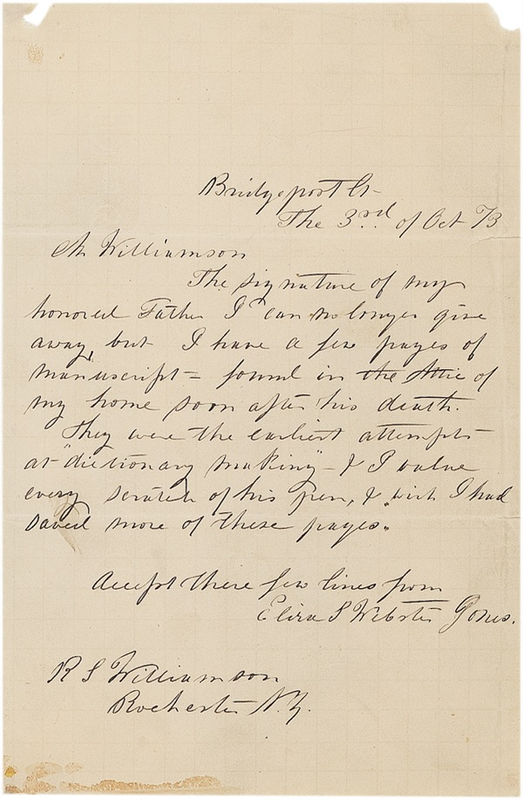 Bridgeport Ct-
The 3rd of Oct 73
Mr Williamson
The signature of my
honored Father I can no longer give
away, but I have a few pages of
manuscript = found in the Attic of
my home soon after his death.
They were the earliest attempts
at "dictionary making" - & I value
every scratch of his pen, & wish I had
saved more of these pages.
Accept these few lines from
Eliza S Webster Jones.
R S Williamson
Rochester N.Y.